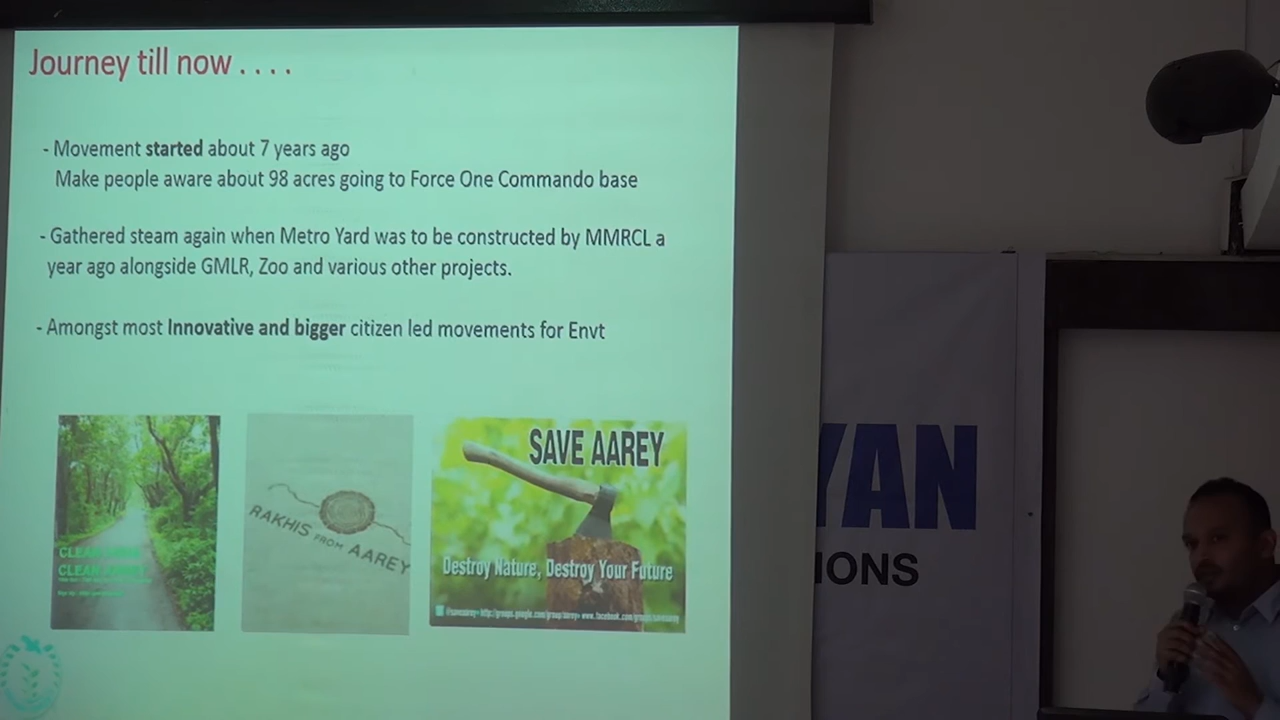 Journey till now . . . .
- Movement started about 7 years ago
Make people aware about 98 acres going to Force One Commando base
- Gathered steam again when Metro Yard was to be constructed by MMRCL a
year ago alongside GMLR, Zoo and various other projects.
- Amongst most Innovative and bigger citizen led movements for Envt
CLEAN
CLEAN
RAKHIS FROM AAREY
SAVE AAREY
Destroy Nature, Destroy Your Future
YAN
IONS